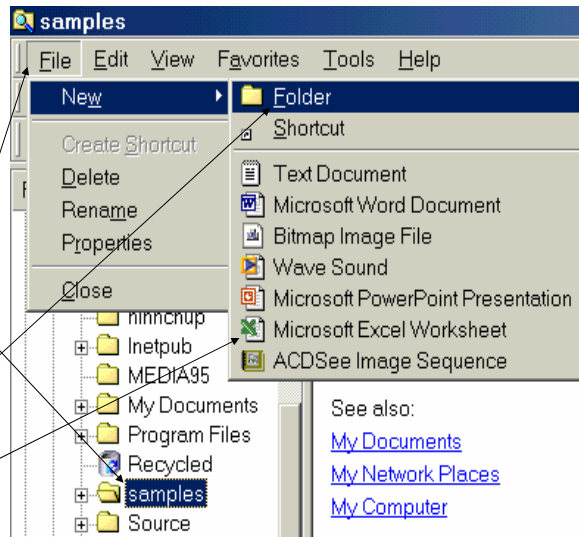 samples
File Edit View Favorites Tools Help
New
Create Shortcut
Delete
Rename
Properties
Close
Folder
Shortcut
Text Document
Microsoft Word Document
Bitmap Image File
Wave Sound
Microsoft PowerPoint Presentation
Microsoft Excel Worksheet
ACDSee Image Sequence
Inetpub
MEDIA95
My Documents
Program Files
Recycled
samples
Source
See also:
My Documents
My Network Places
My Computer